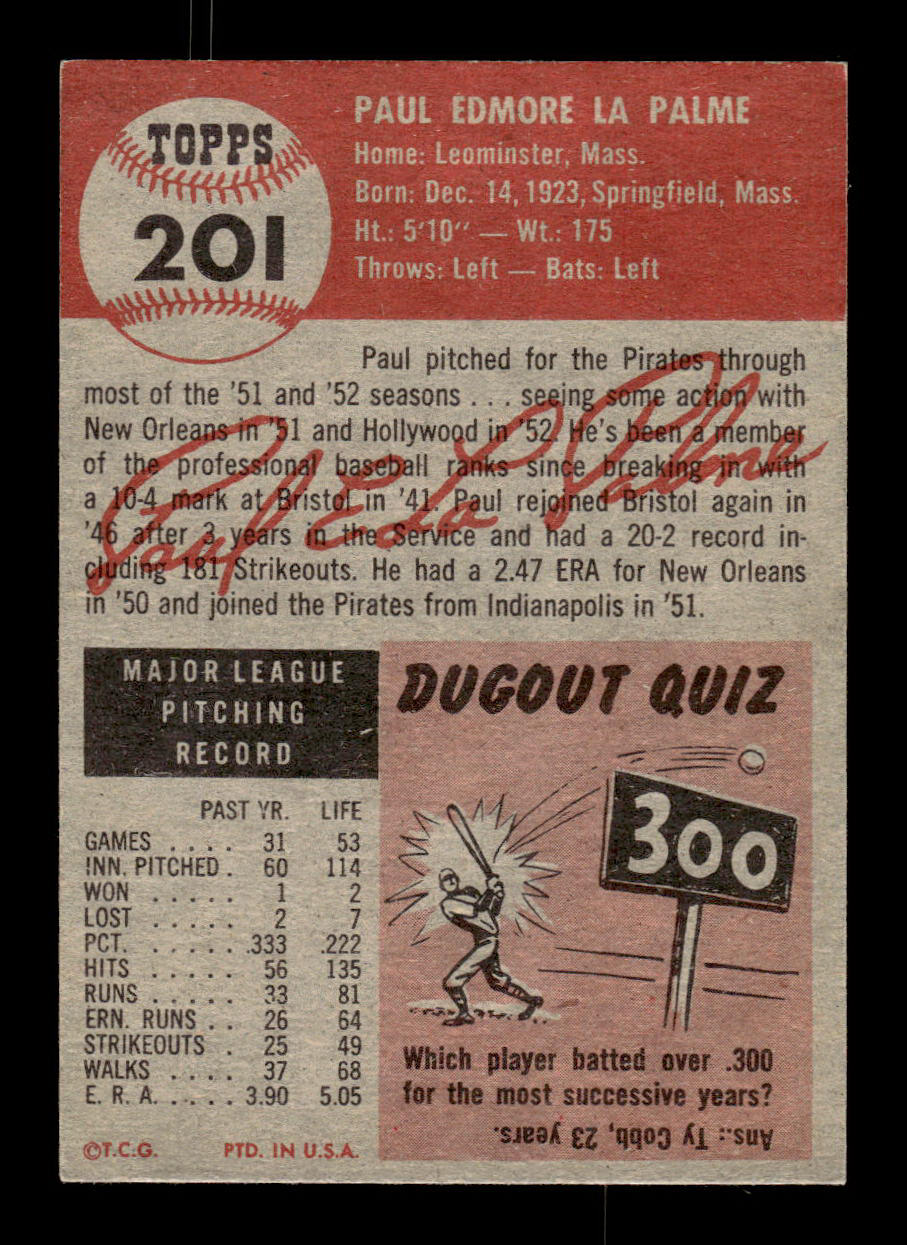 TOPPS
201
PAUL EDMORE LA PALME
Home: Leominster, Mass.
Born: Dec. 14, 1923, Springfield, Mass.
Ht.: 5'10" — Wt.: 175
Throws: Left — Bats: Left
Paul pitched for the Pirates through
most of the '51 and '52 seasons . . . seeing some action with
New Orleans in '51 and Hollywood in '52. He's been a member
of the professional baseball ranks since breaking in with
a 10-4 mark at Bristol in '41. Paul rejoined Bristol again in
'46 after 3 years in the Service and had a 20-2 record in-
cluding 181 Strikeouts. He had a 2.47 ERA for New Orleans
in '50 and joined the Pirates from Indianapolis in '51.
Paul E La Palme
MAJOR LEAGUE
PITCHING
RECORD
PAST YR. LIFE
GAMES . . . . 31 53
INN. PITCHED . 60 114
WON . . . . . 1 2
LOST . . . . . 2 7
PCT. . . . . . .333 .222
HITS . . . . . 56 135
RUNS . . . . . 33 81
ERN. RUNS . . 26 64
STRIKEOUTS . 25 49
WALKS . . . . 37 68
E. R. A. . . . . 3.90 5.05
©T.C.G. PTD. IN U.S.A.
DUGOUT QUIZ
300
Which player batted over .300
for the most successive years?
Ans.: Ty Cobb, 23 years.